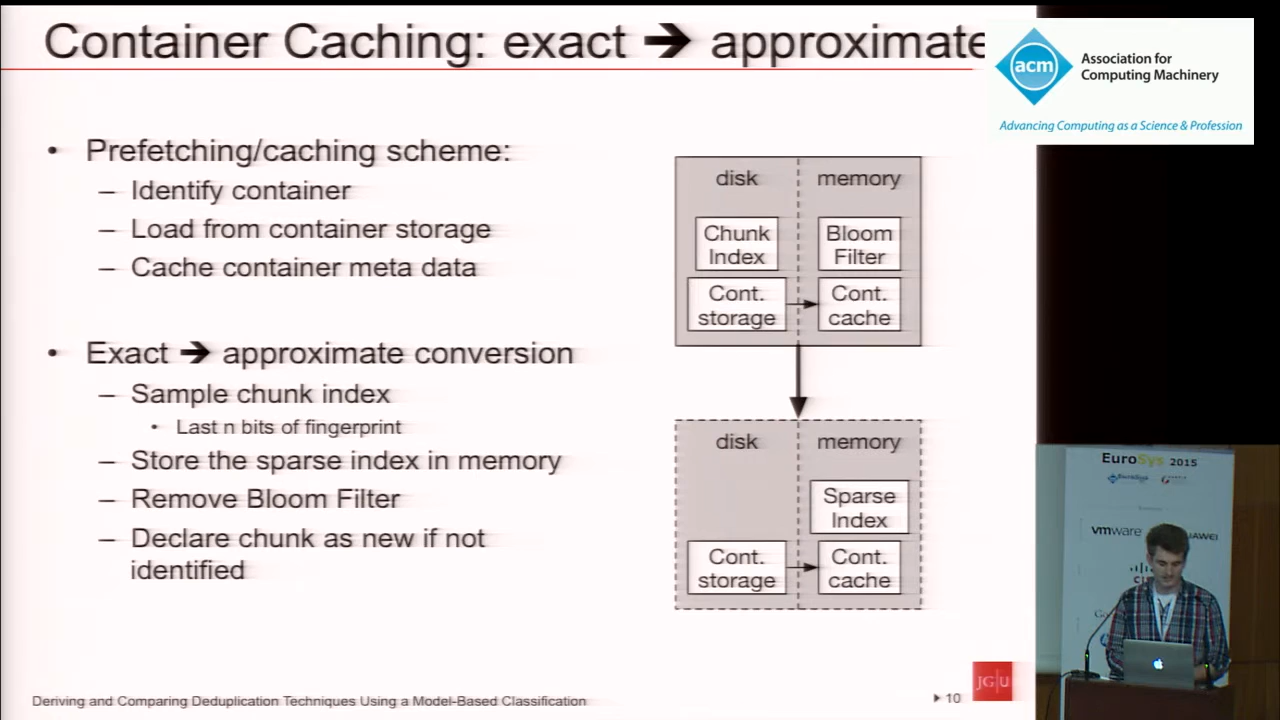 Container Caching: exact ➔ approximate
acm
Association for
Computing Machinery
Advancing Computing as a Science & Profession
• Prefetching/caching scheme:
– Identify container
– Load from container storage
– Cache container meta data
• Exact ➔ approximate conversion
– Sample chunk index
• Last n bits of fingerprint
– Store the sparse index in memory
– Remove Bloom Filter
– Declare chunk as new if not
identified
disk
memory
Chunk
Index
Bloom
Filter
Cont.
storage
Cont.
cache
disk
memory
Sparse
Index
Cont.
storage
Cont.
cache
EuroSys 2015
vmware
Deriving and Comparing Deduplication Techniques Using a Model-Based Classification
10
JG|U